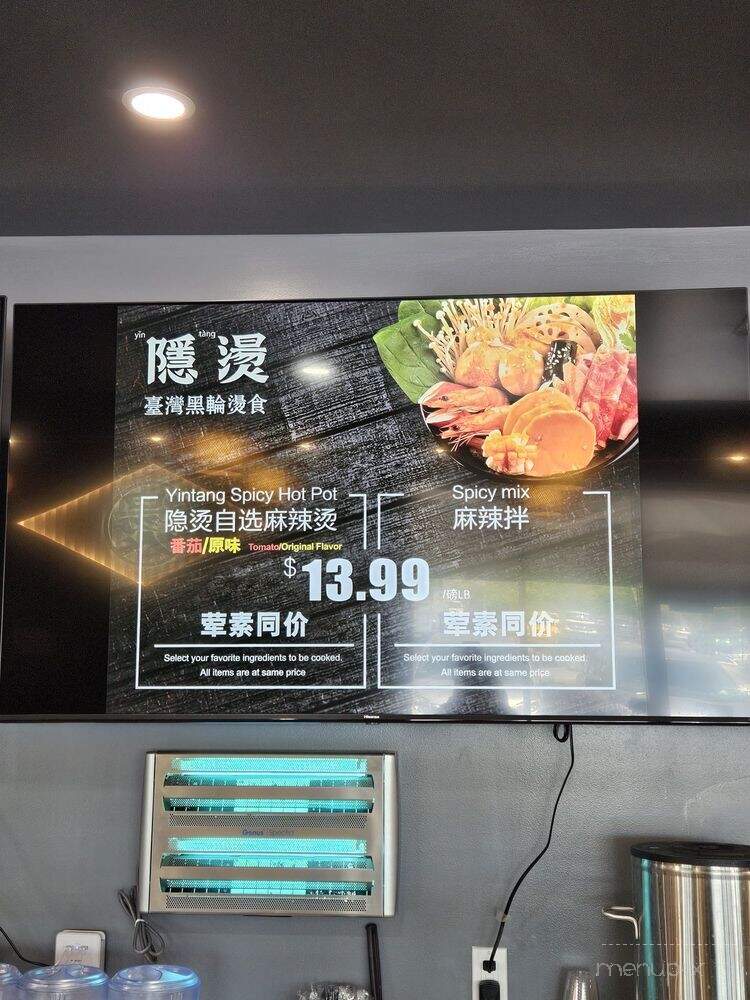 yǐn tàng
隱燙
臺灣黑輪燙食
Yintang Spicy Hot Pot
隐烫自选麻辣烫
番茄/原味 Tomato/Original Flavor
Spicy mix
麻辣拌
$13.99/磅LB
荤素同价
Select your favorite ingredients to be cooked.
All items are at same price
荤素同价
Select your favorite ingredients to be cooked.
All items are at same price
Hisense
Genus Spectra
menupix